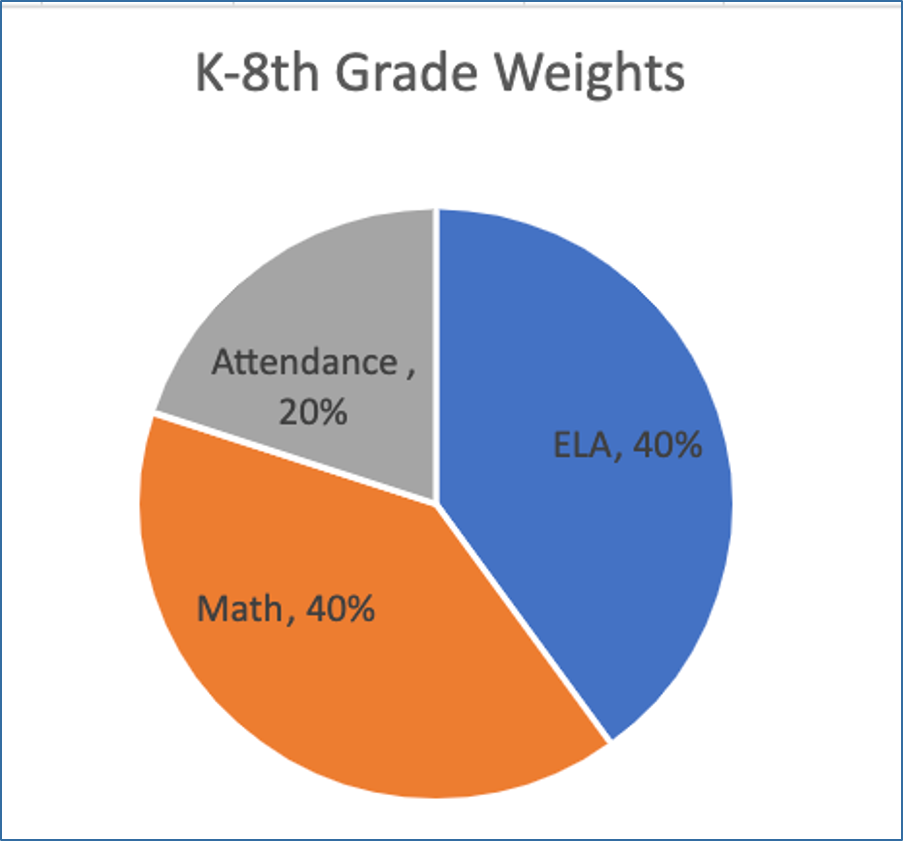 K-8th Grade Weights
Attendance ,
20%
ELA, 40%
Math, 40%